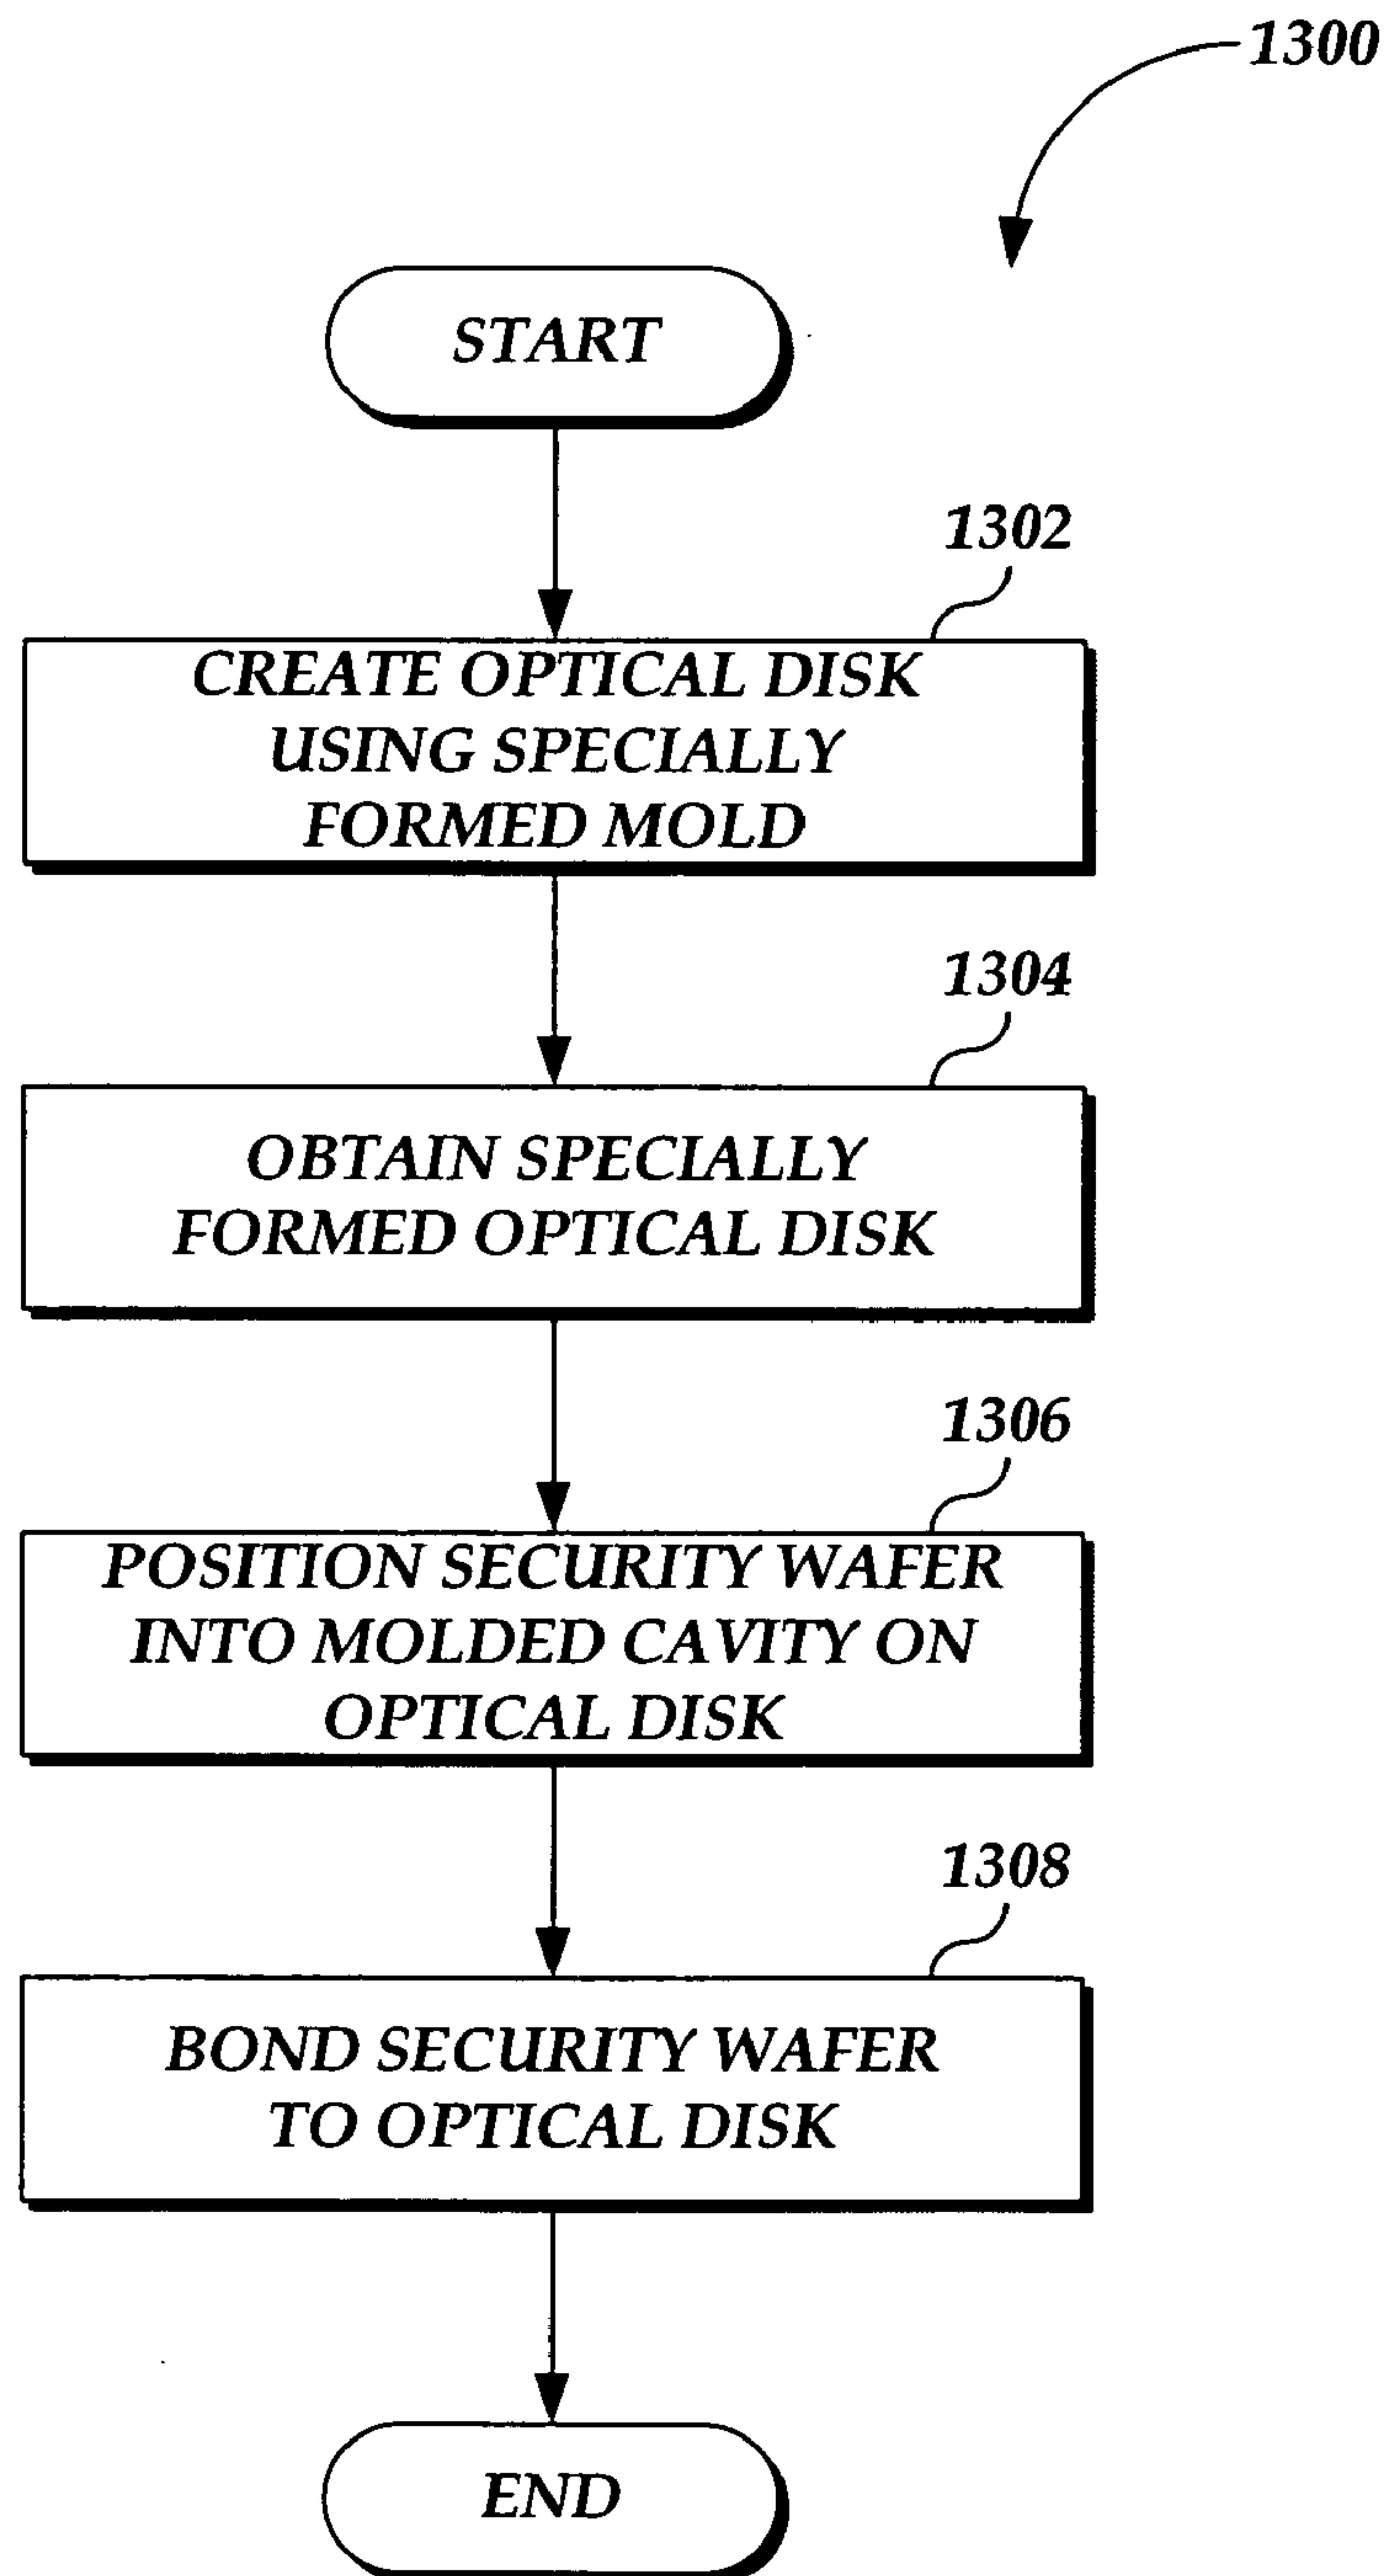 1300
START
1302
CREATE OPTICAL DISK
USING SPECIALLY
FORMED MOLD
1304
OBTAIN SPECIALLY
FORMED OPTICAL DISK
1306
POSITION SECURITY WAFER
INTO MOLDED CAVITY ON
OPTICAL DISK
1308
BOND SECURITY WAFER
TO OPTICAL DISK
END